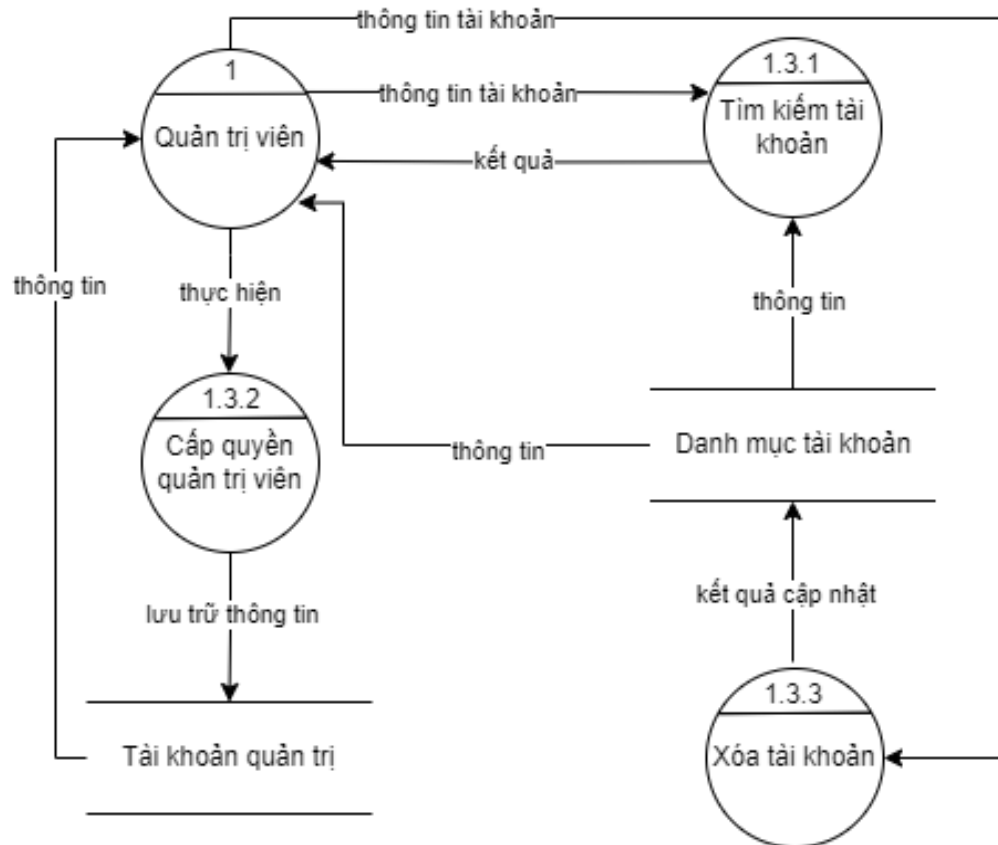 thông tin tài khoản
1
Quản trị viên
thông tin tài khoản
1.3.1
Tìm kiếm tài
khoản
kết quả
thông tin
thực hiện
thông tin
1.3.2
Cấp quyền
quản trị viên
thông tin
Danh mục tài khoản
lưu trữ thông tin
kết quả cập nhật
1.3.3
Tài khoản quản trị
Xóa tài khoản